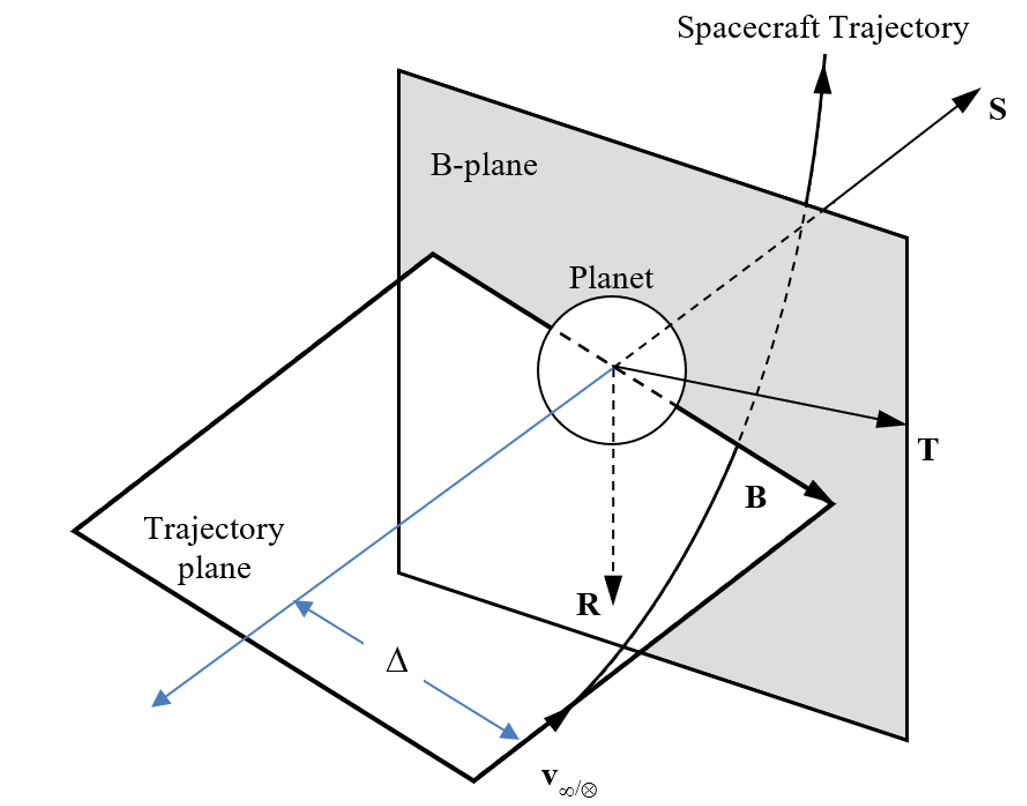 Spacecraft Trajectory
S
B-plane
Planet
T
B
Trajectory
plane
R
Δ
v∞/⊗